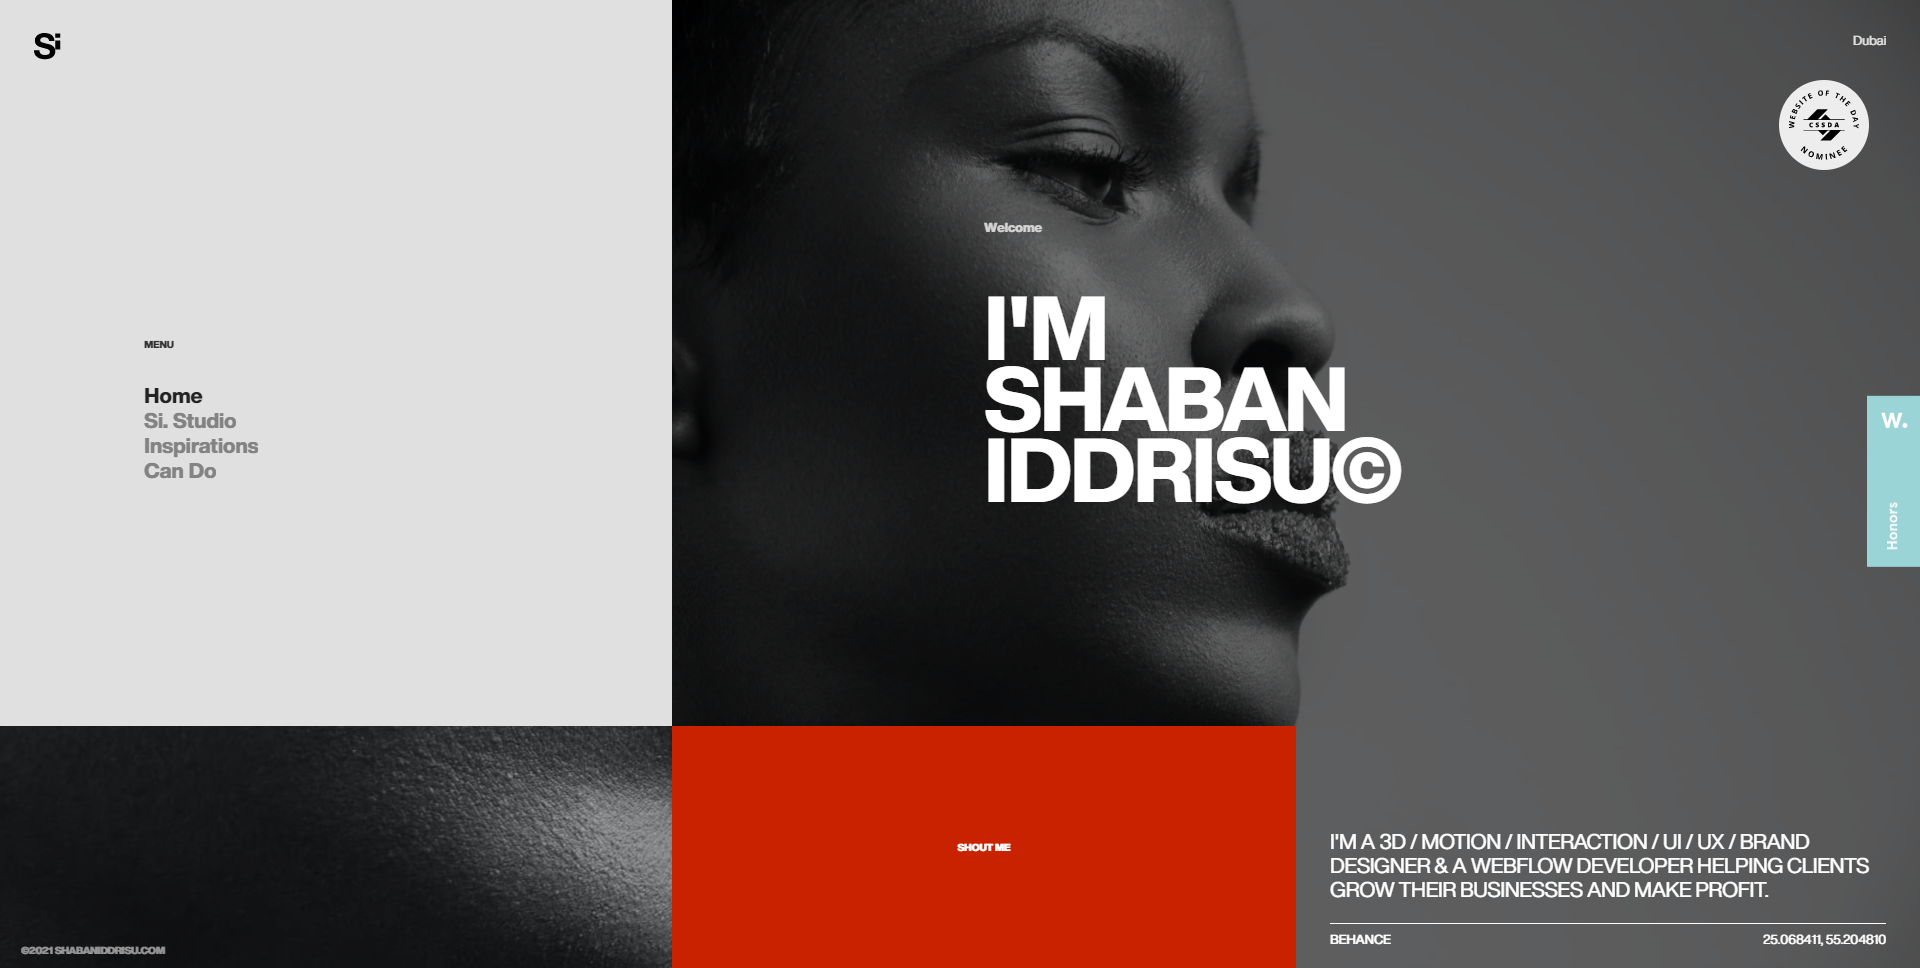 Si
Dubai
WEBSITE OF THE DAY
CSSDA
NOMINEE
Welcome
I'M
SHABAN
IDDRISU©
MENU
Home
Si. Studio
Inspirations
Can Do
W.
Honors
SHOUT ME
I'M A 3D / MOTION / INTERACTION / UI / UX / BRAND
DESIGNER & A WEBFLOW DEVELOPER HELPING CLIENTS
GROW THEIR BUSINESSES AND MAKE PROFIT.
BEHANCE
25.068411, 55.204810
©2021 SHABANIDDRISU.COM